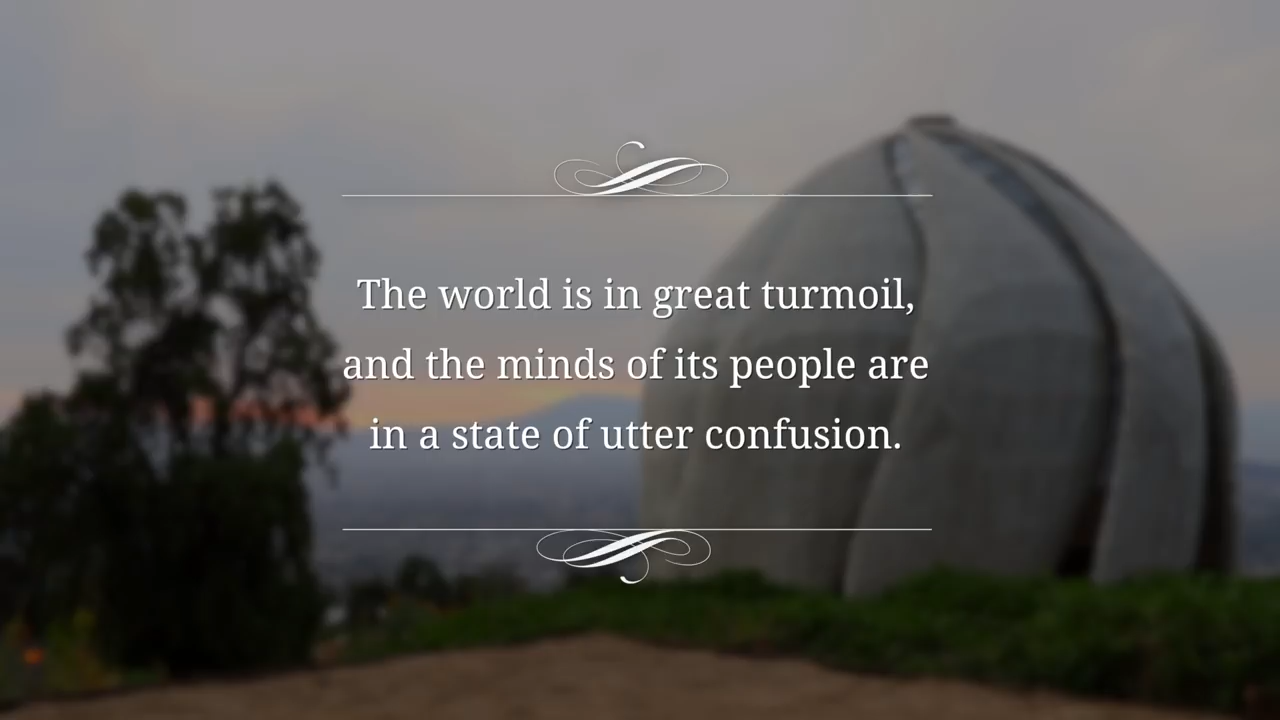 The world is in great turmoil,
and the minds of its people are
in a state of utter confusion.